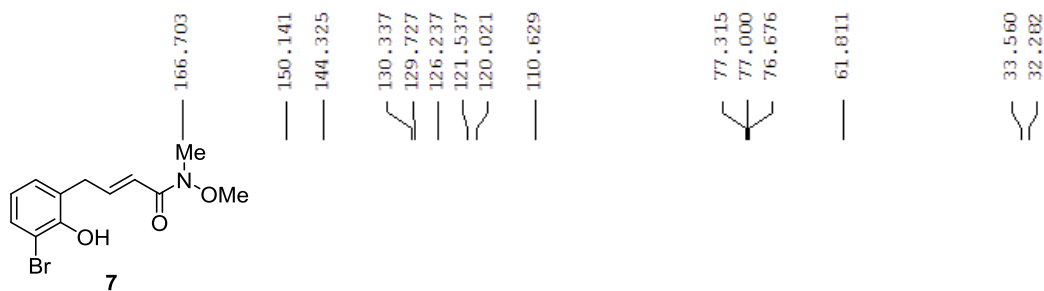 166.703
150.141
144.325
130.337
129.727
126.237
121.537
120.021
110.629
77.315
77.000
76.676
61.811
33.560
32.282
Me
N
OMe
O
OH
Br
7